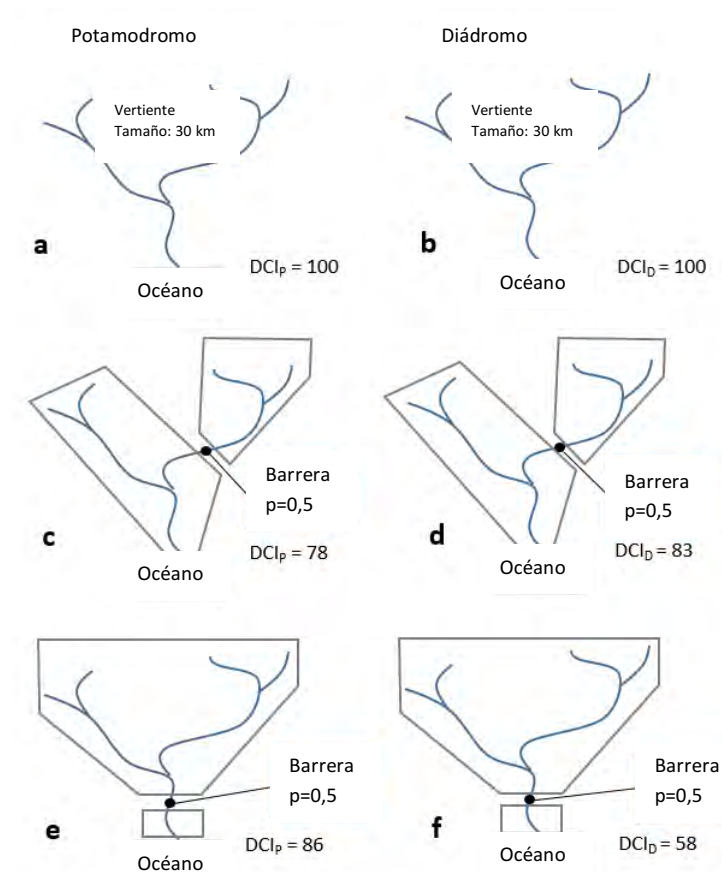 Potamodromo
Diádromo
Vertiente
Tamaño: 30 km
Vertiente
Tamaño: 30 km
a
DCIP = 100
Océano
b
DCID = 100
Océano
Barrera
p=0,5
c
DCIP = 78
Océano
Barrera
p=0,5
d
DCID = 83
Océano
Barrera
p=0,5
e
DCIP = 86
Océano
Barrera
p=0,5
f
DCID = 58
Océano